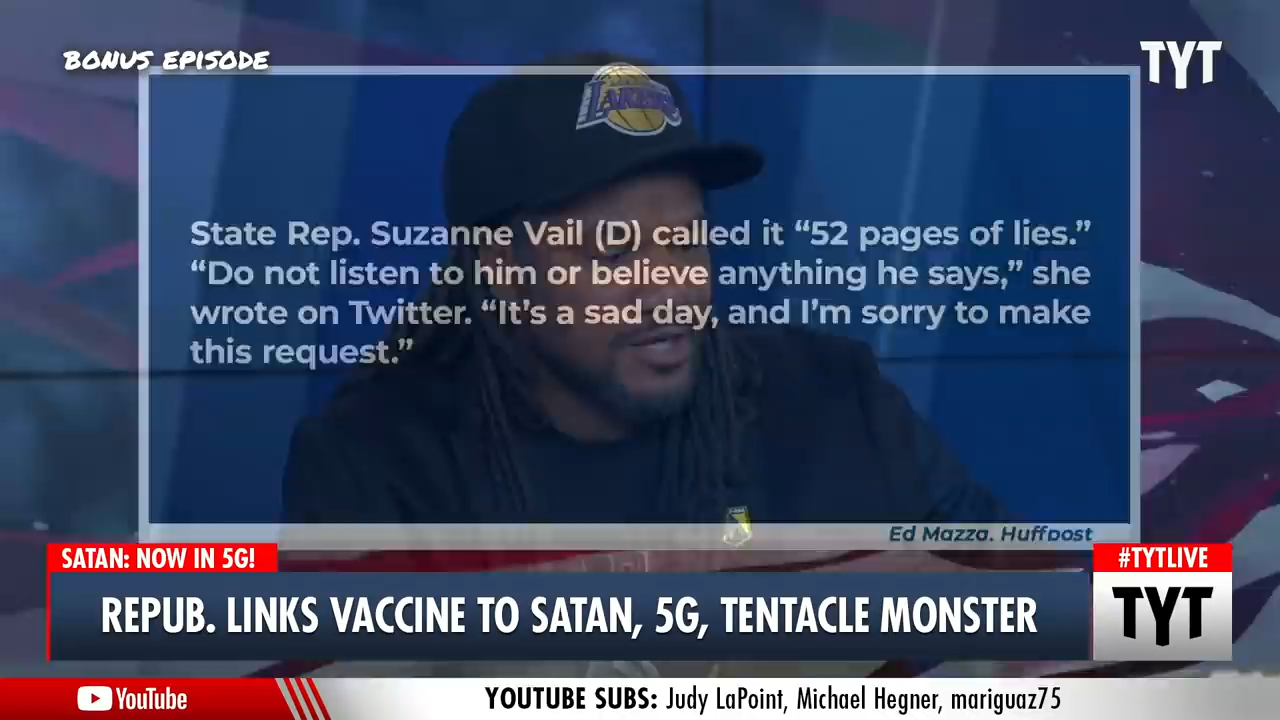 BONUS EPISODE
TYT
LAKERS
State Rep. Suzanne Vail (D) called it “52 pages of lies.”
“Do not listen to him or believe anything he says,” she
wrote on Twitter. “It’s a sad day, and I’m sorry to make
this request.”
Ed Mazza, Huffpost
SATAN: NOW IN 5G!
#TYTLIVE
REPUB. LINKS VACCINE TO SATAN, 5G, TENTACLE MONSTER
TYT
YouTube
YOUTUBE SUBS: Judy LaPoint, Michael Hegner, mariguaz75